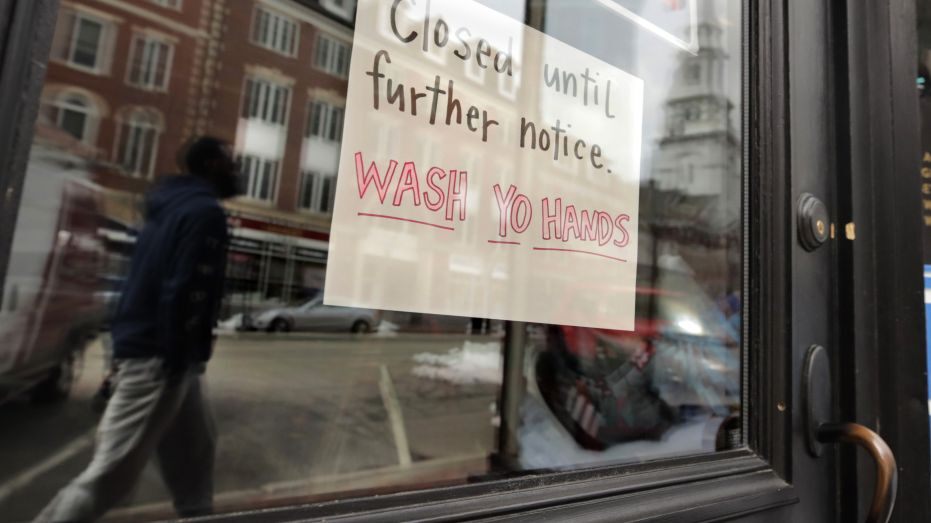 Closed until
further notice.
WASH YO HANDS